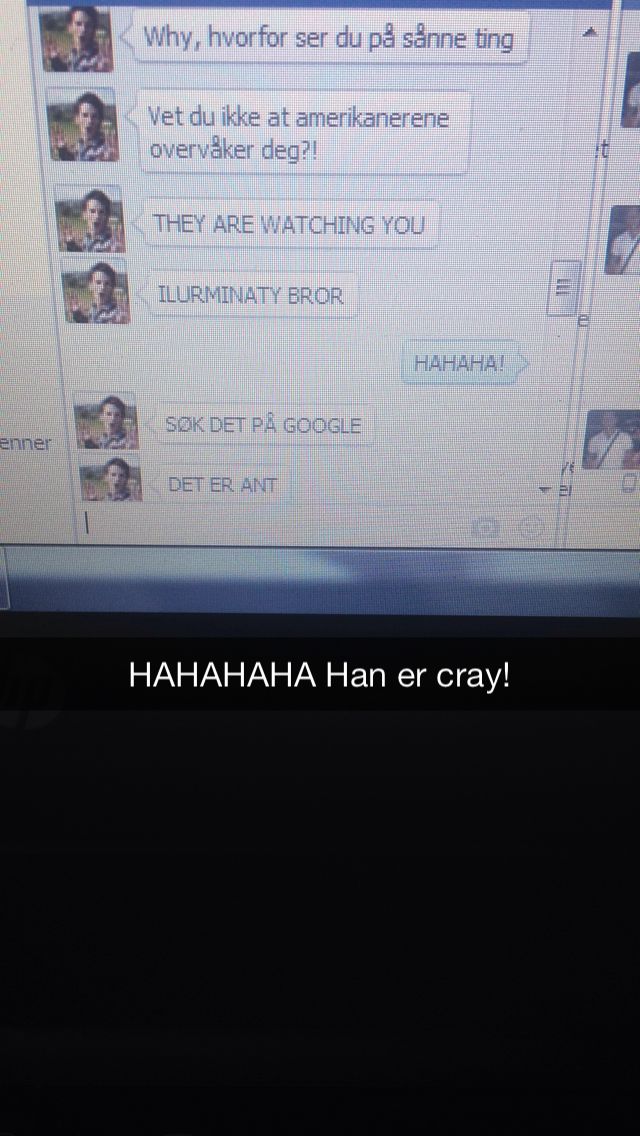 Why, hvorfor ser du på sånne ting
Vet du ikke at amerikanerene
overvåker deg?!
THEY ARE WATCHING YOU
ILURMINATY BROR
HAHAHA!
SØK DET PÅ GOOGLE
enner
DET ER ANT
HAHAHAHA Han er cray!
hp